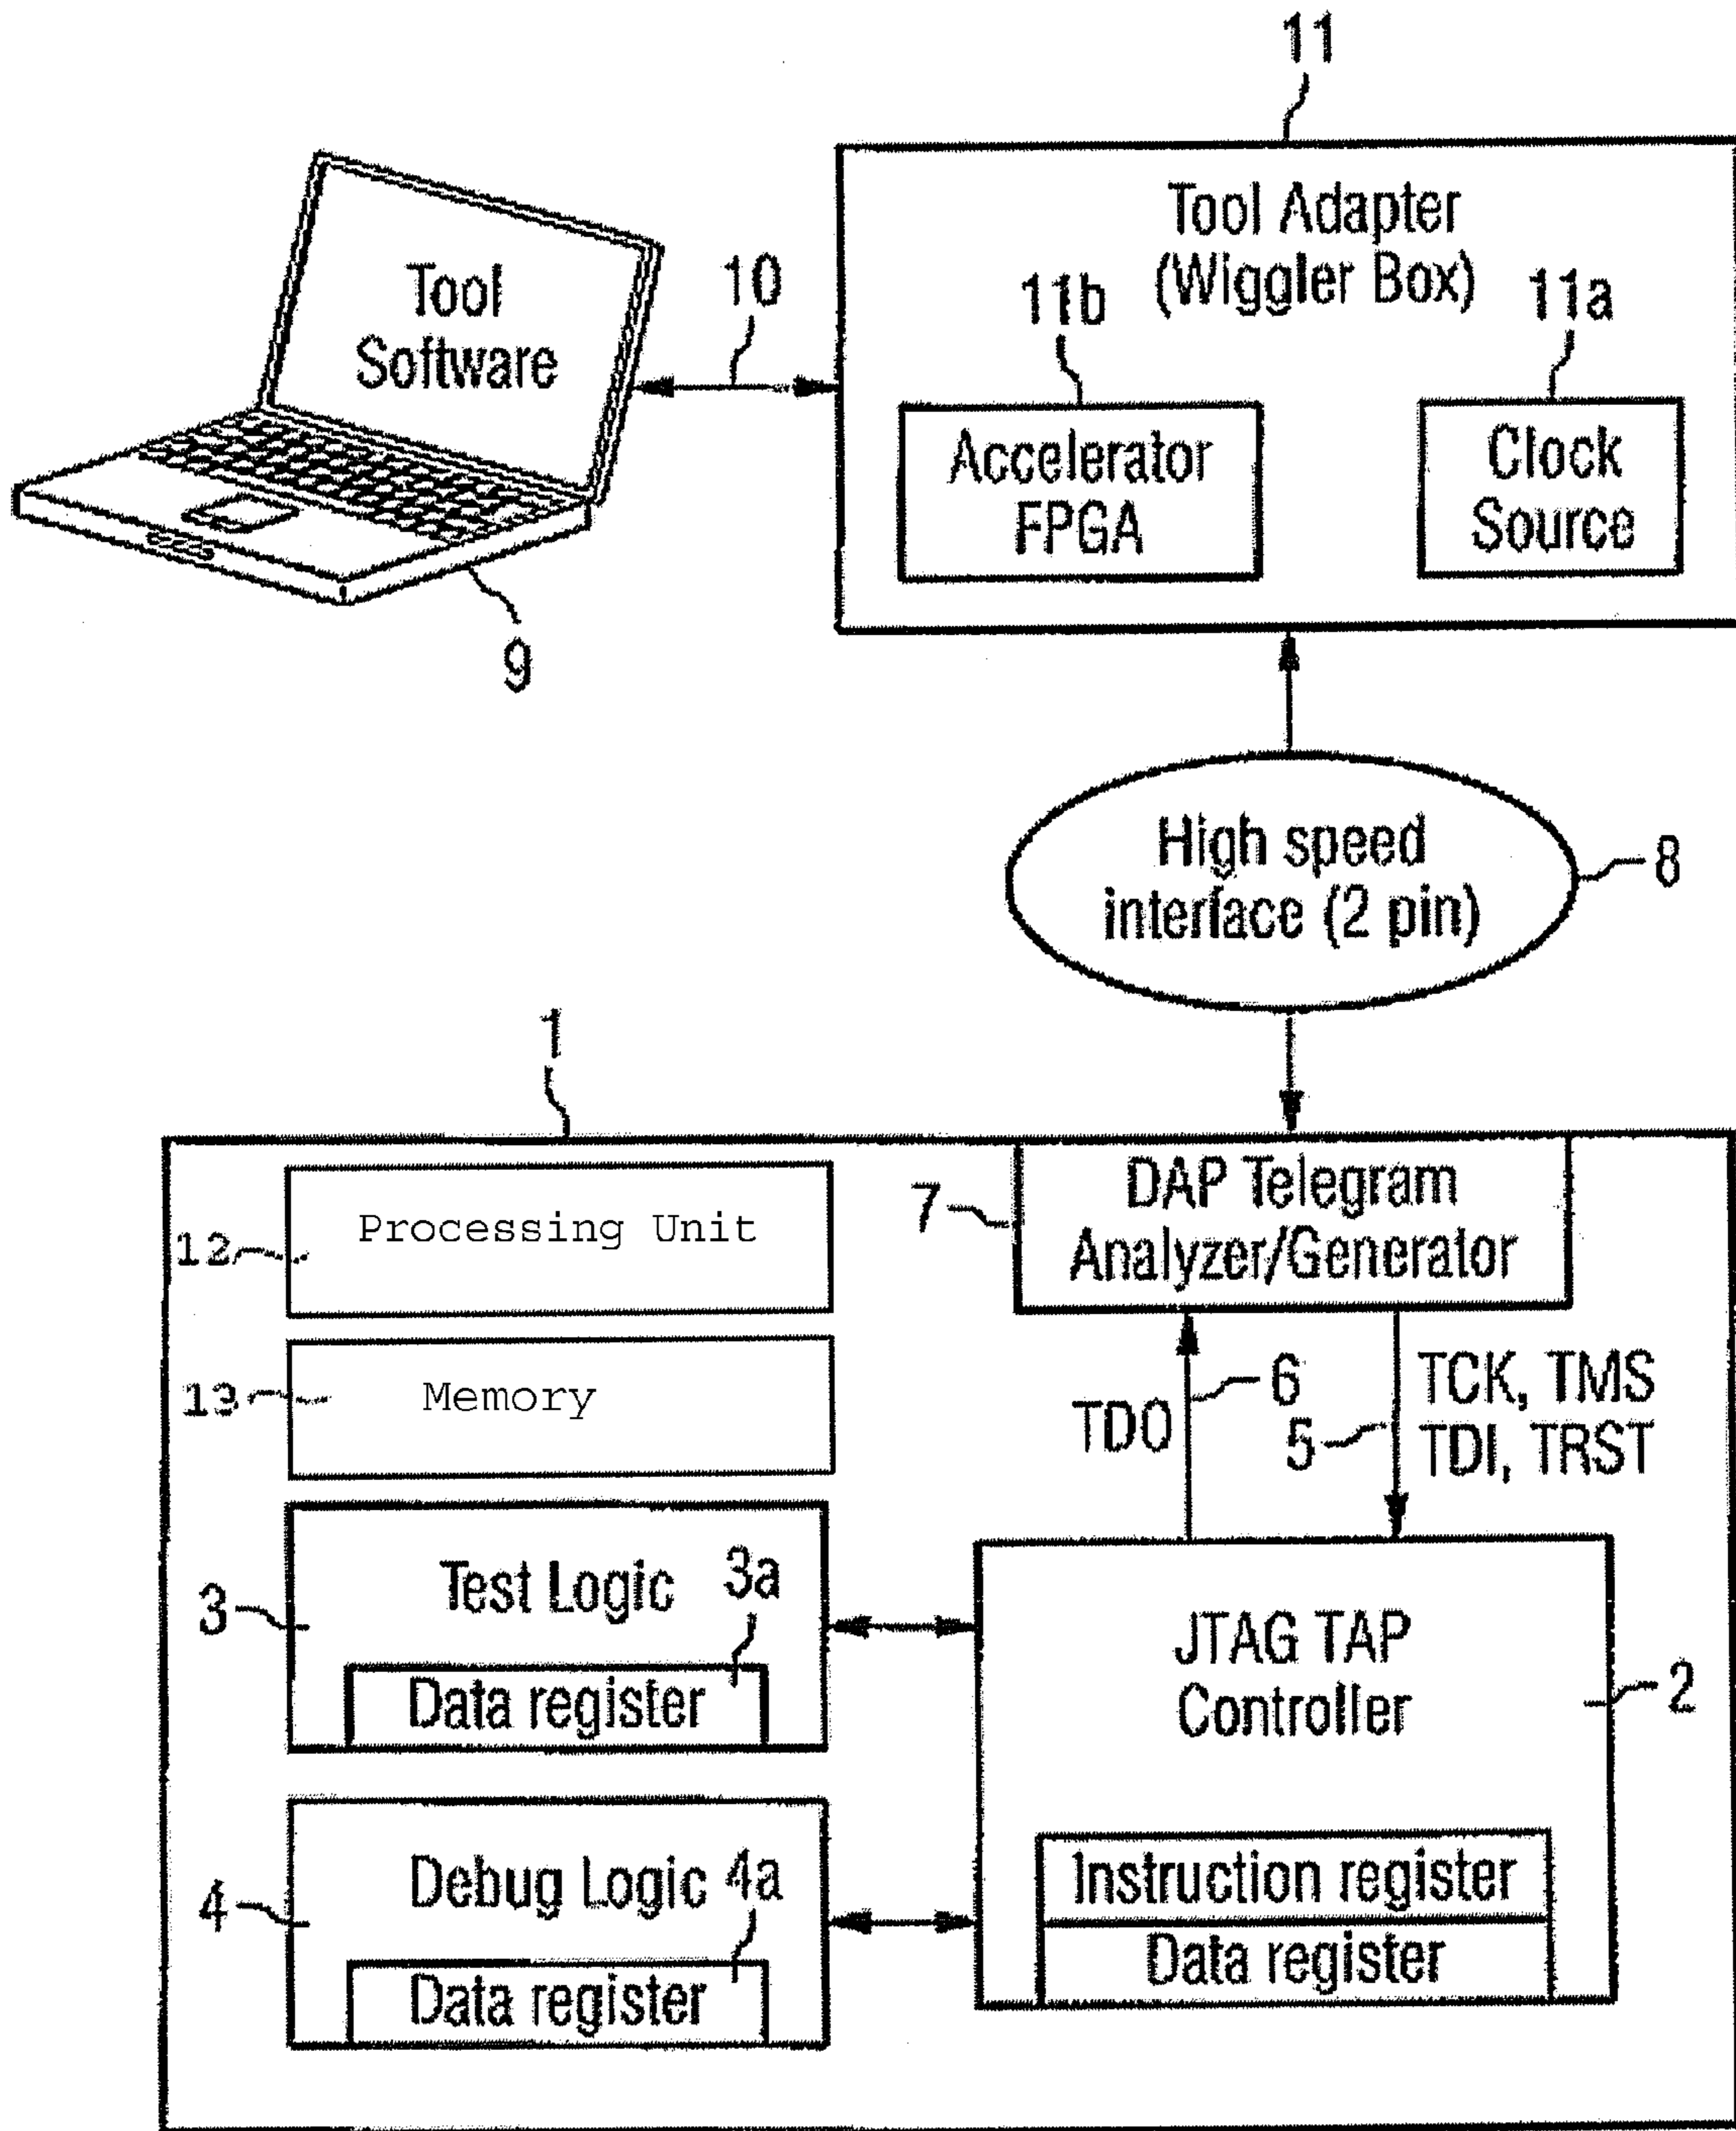 11
Tool Adapter
(Wiggler Box)
Tool
Software
10
11b
11a
Accelerator
FPGA
Clock
Source
9
High speed
interface (2 pin)
8
1
12
Processing Unit
7
DAP Telegram
Analyzer/Generator
13
Memory
TDO
6
5
TCK, TMS
TDI, TRST
3
Test Logic
3a
Data register
JTAG TAP
Controller
2
4
Debug Logic
4a
Data register
Instruction register
Data register